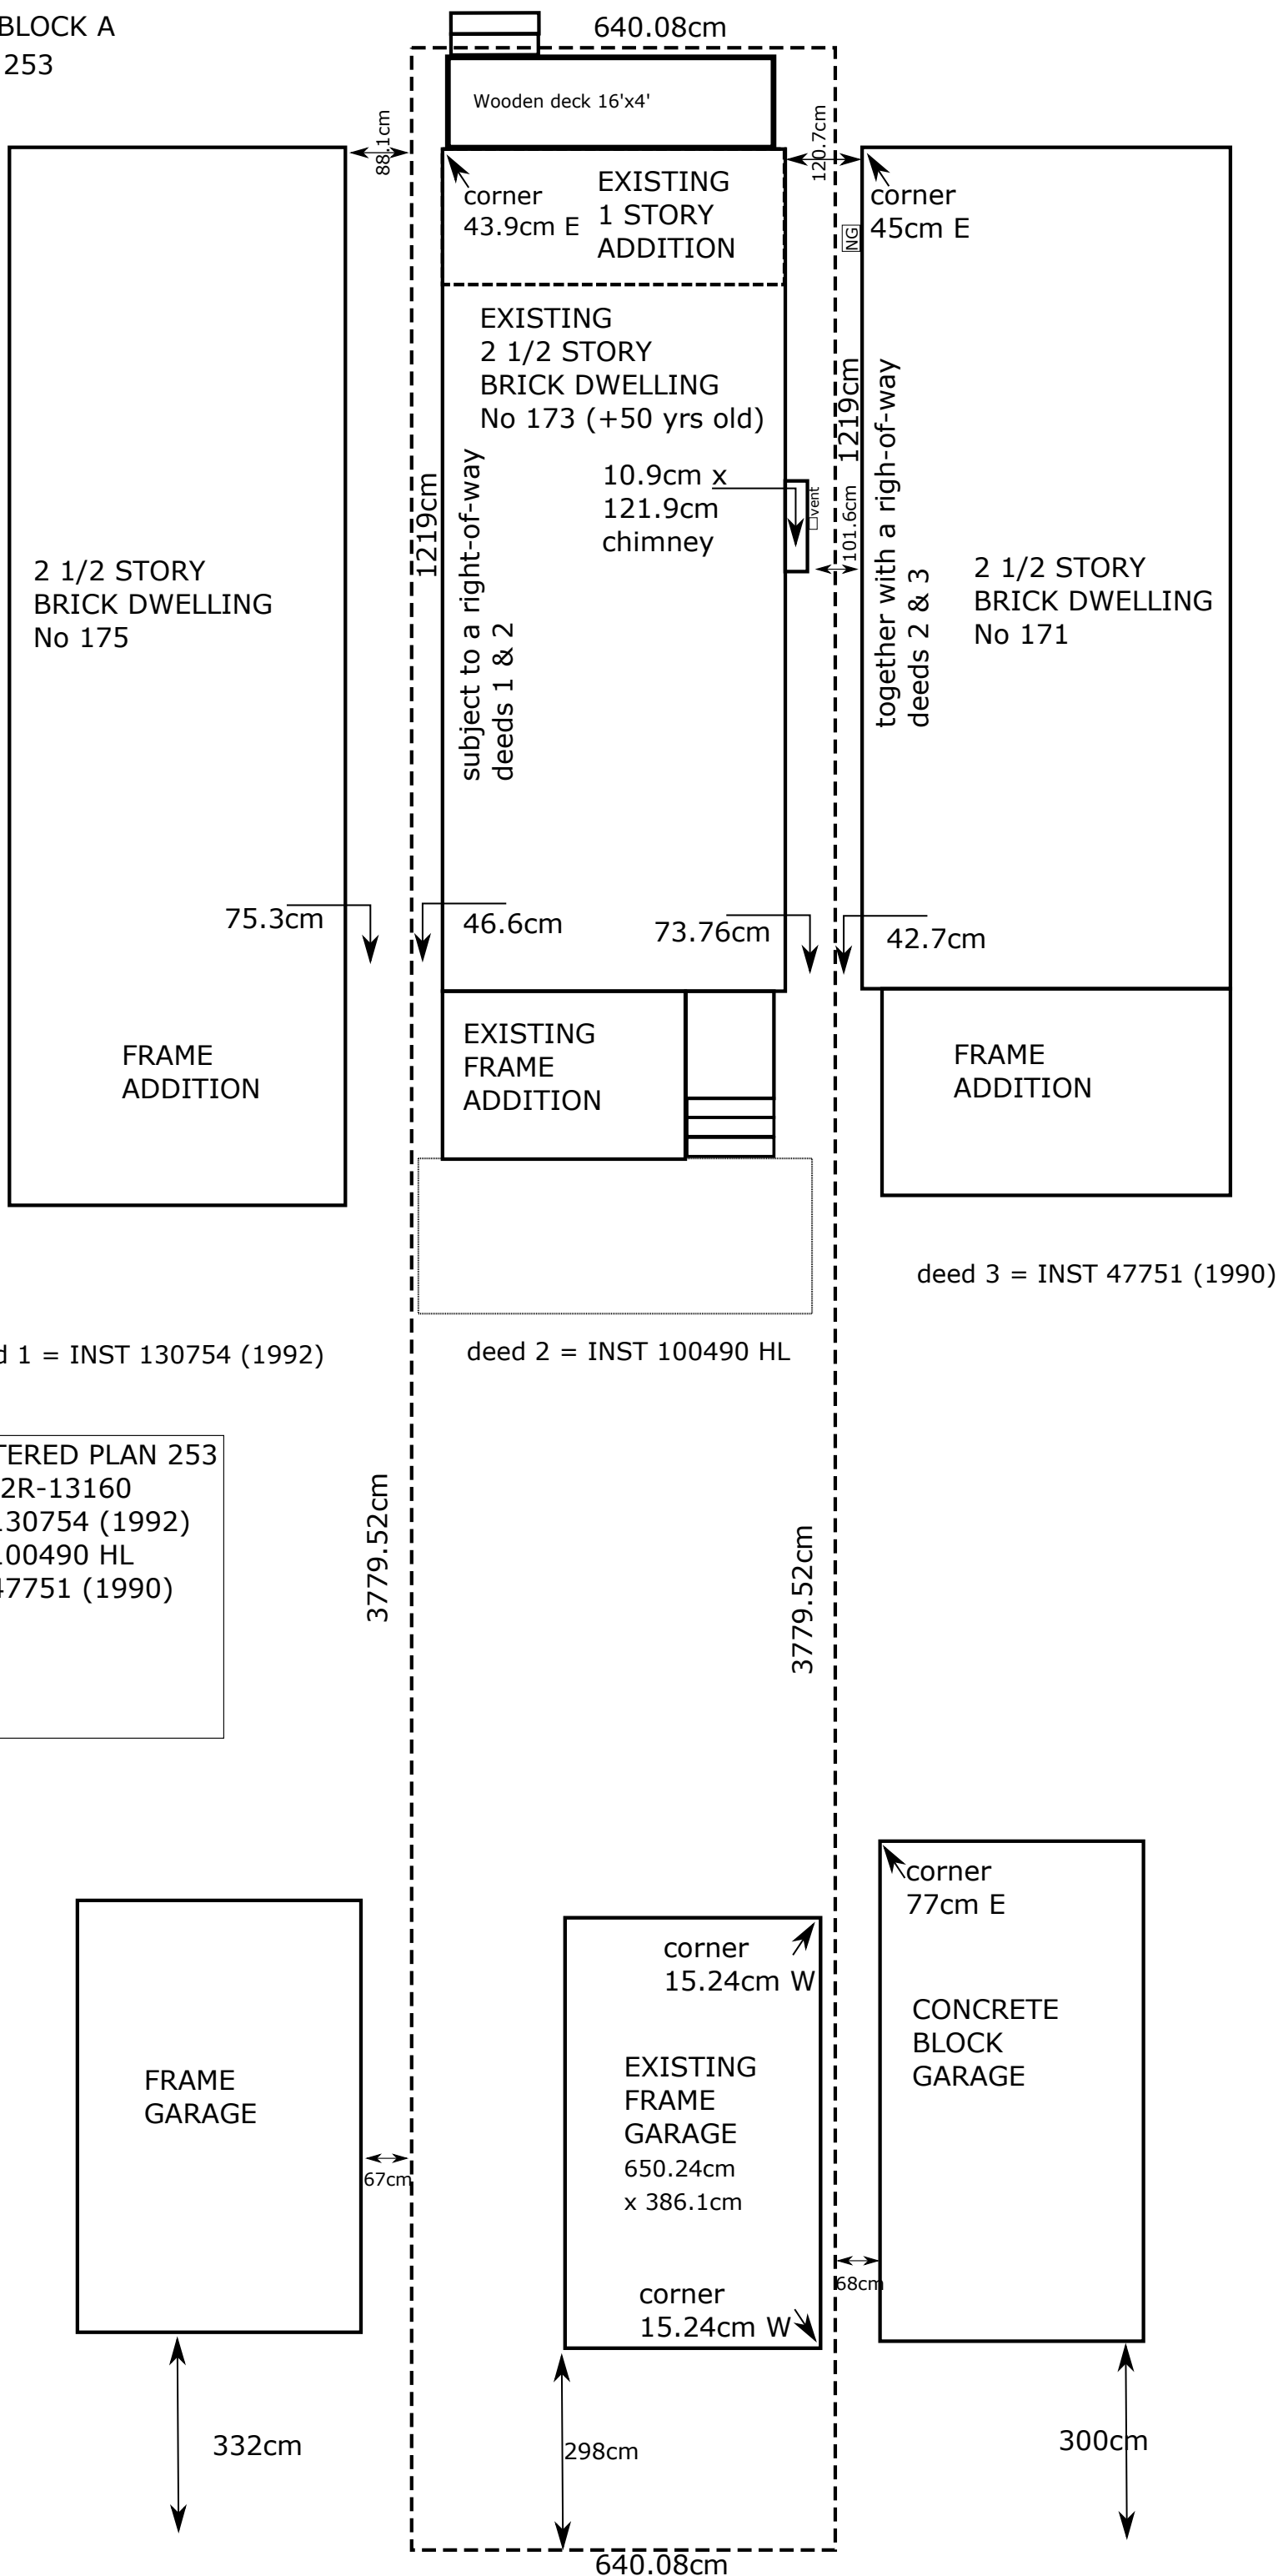 BLOCK A
253
640.08cm
Wooden deck 16'x4'
88.1cm
120.7cm
corner
43.9cm E
EXISTING
1 STORY
ADDITION
corner
45cm E
NG
EXISTING
2 1/2 STORY
BRICK DWELLING
No 173 (+50 yrs old)
1219cm
subject to a right-of-way
deeds 1 & 2
10.9cm x
121.9cm
chimney
vent
101.6cm
1219cm
together with a righ-of-way
deeds 2 & 3
2 1/2 STORY
BRICK DWELLING
No 175
2 1/2 STORY
BRICK DWELLING
No 171
75.3cm
46.6cm
73.76cm
42.7cm
FRAME
ADDITION
EXISTING
FRAME
ADDITION
FRAME
ADDITION
deed 3 = INST 47751 (1990)
d 1 = INST 130754 (1992)
deed 2 = INST 100490 HL
TERED PLAN 253
2R-13160
130754 (1992)
100490 HL
47751 (1990)
3779.52cm
3779.52cm
corner
77cm E
corner
15.24cm W
CONCRETE
BLOCK
GARAGE
FRAME
GARAGE
EXISTING
FRAME
GARAGE
650.24cm
x 386.1cm
67cm
68cm
corner
15.24cm W
332cm
298cm
300cm
640.08cm